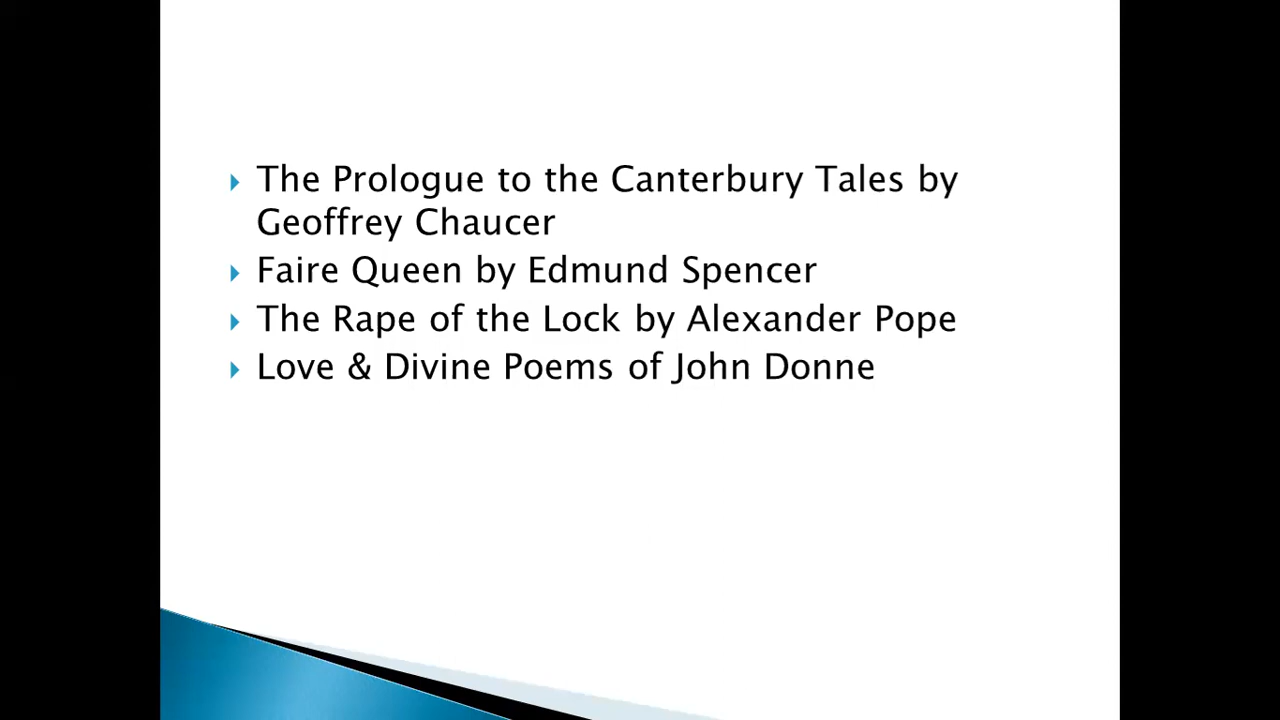 The Prologue to the Canterbury Tales by
Geoffrey Chaucer
Faire Queen by Edmund Spencer
The Rape of the Lock by Alexander Pope
Love & Divine Poems of John Donne